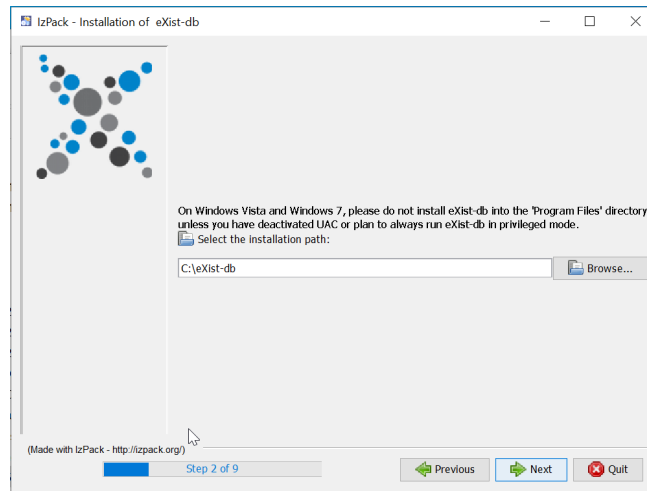 IzPack - Installation of eXist-db
On Windows Vista and Windows 7, please do not install eXist-db into the 'Program Files' directory
unless you have deactivated UAC or plan to always run eXist-db in privileged mode.
Select the installation path:
C:\eXist-db
Browse...
(Made with IzPack - http://izpack.org/)
Step 2 of 9
Previous
Next
Quit